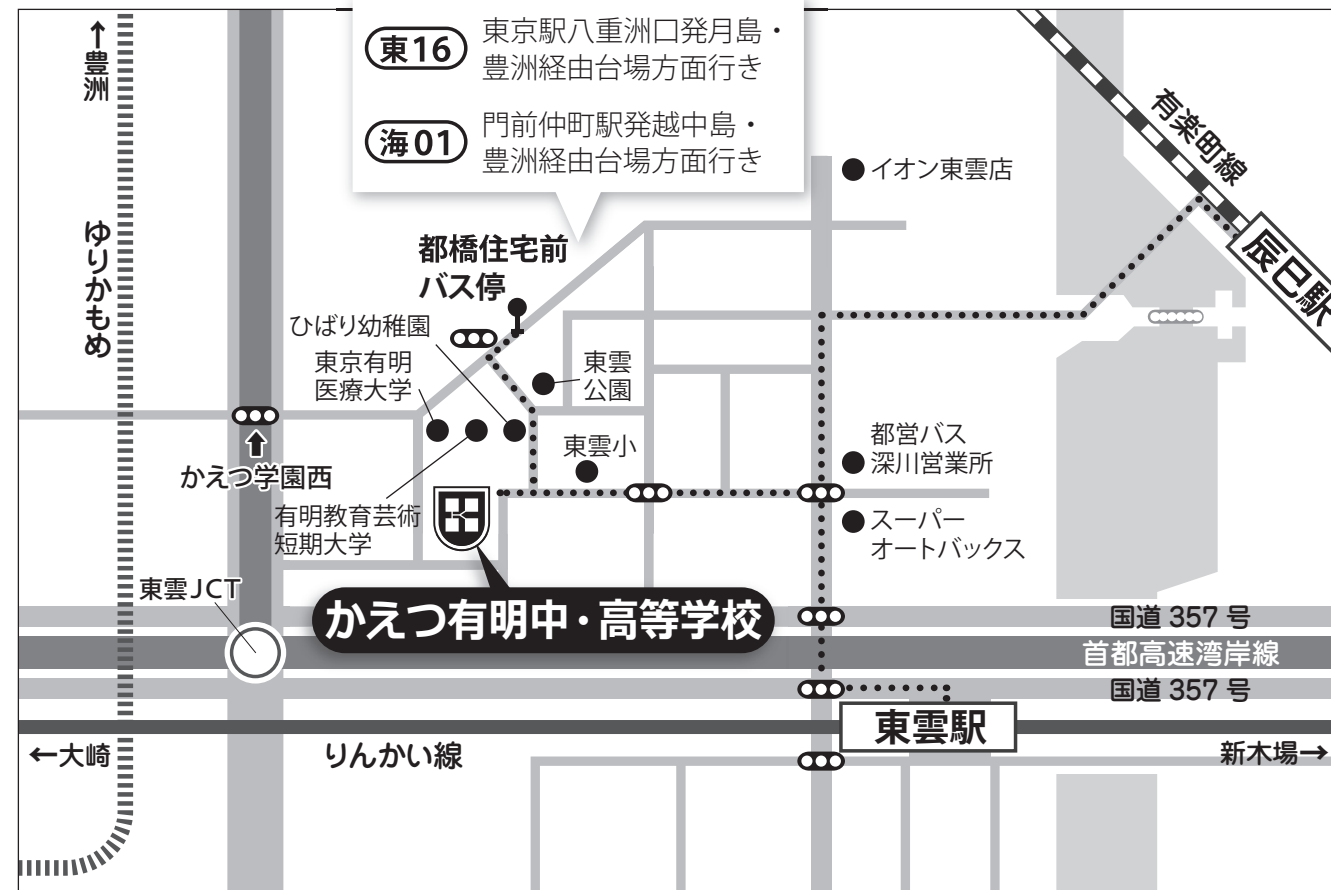 東16
東京駅八重洲口発月島・
豊洲経由台場方面行き
海01
門前仲町駅発越中島・
豊洲経由台場方面行き
↑豊洲
ゆりかもめ
有楽町線
辰巳駅
イオン東雲店
都橋住宅前
バス停
ひばり幼稚園
東京有明
医療大学
東雲
公園
東雲小
都営バス
深川営業所
かえつ学園西
有明教育芸術
短期大学
スーパー
オートバックス
東雲JCT
かえつ有明中・高等学校
国道 357 号
首都高速湾岸線
国道 357 号
東雲駅
←大崎
りんかい線
新木場→